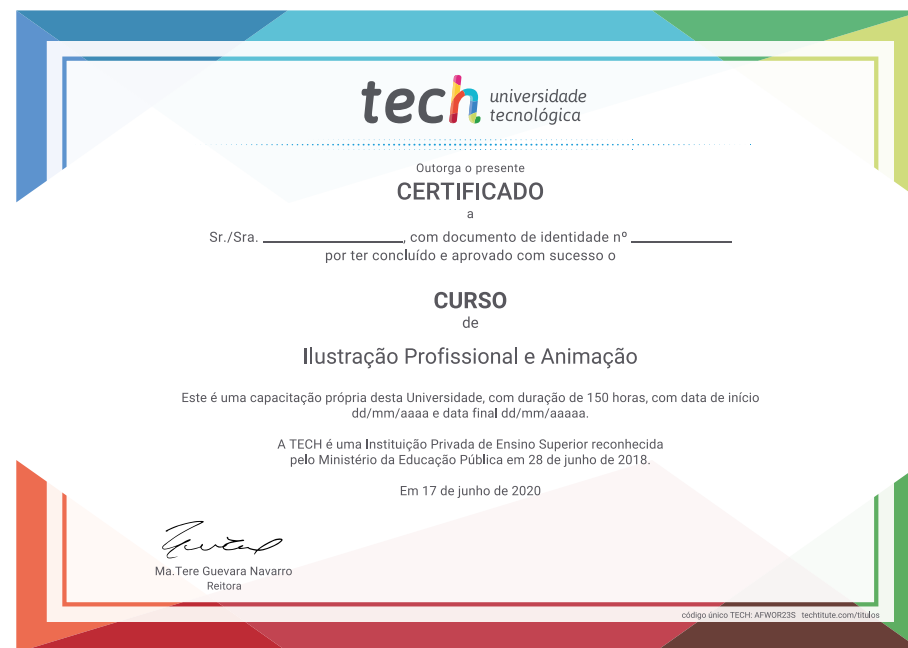 tech universidade
tecnológica
Outorga o presente
CERTIFICADO
a
Sr./Sra. ________________, com documento de identidade nº ____________
por ter concluído e aprovado com sucesso o
CURSO
de
Ilustração Profissional e Animação
Este é uma capacitação própria desta Universidade, com duração de 150 horas, com data de início
dd/mm/aaaa e data final dd/mm/aaaaa.
A TECH é uma Instituição Privada de Ensino Superior reconhecida
pelo Ministério da Educação Pública em 28 de junho de 2018.
Em 17 de junho de 2020
Ma.Tere Guevara Navarro
Reitora
código único TECH: AFWOR23S techtitute.com/titulos